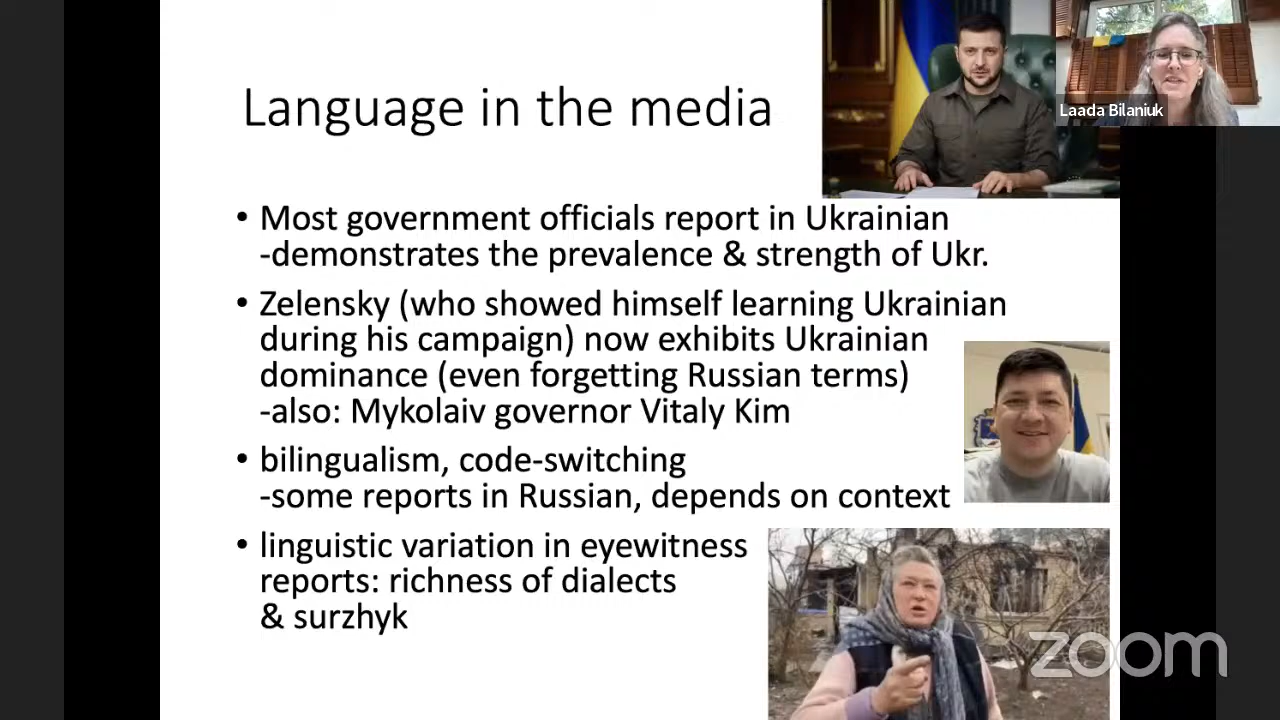 Language in the media
Laada Bilaniuk
• Most government officials report in Ukrainian
-demonstrates the prevalence & strength of Ukr.
• Zelensky (who showed himself learning Ukrainian
during his campaign) now exhibits Ukrainian
dominance (even forgetting Russian terms)
-also: Mykolaiv governor Vitaly Kim
• bilingualism, code-switching
-some reports in Russian, depends on context
• linguistic variation in eyewitness
reports: richness of dialects
& surzhyk
zoom